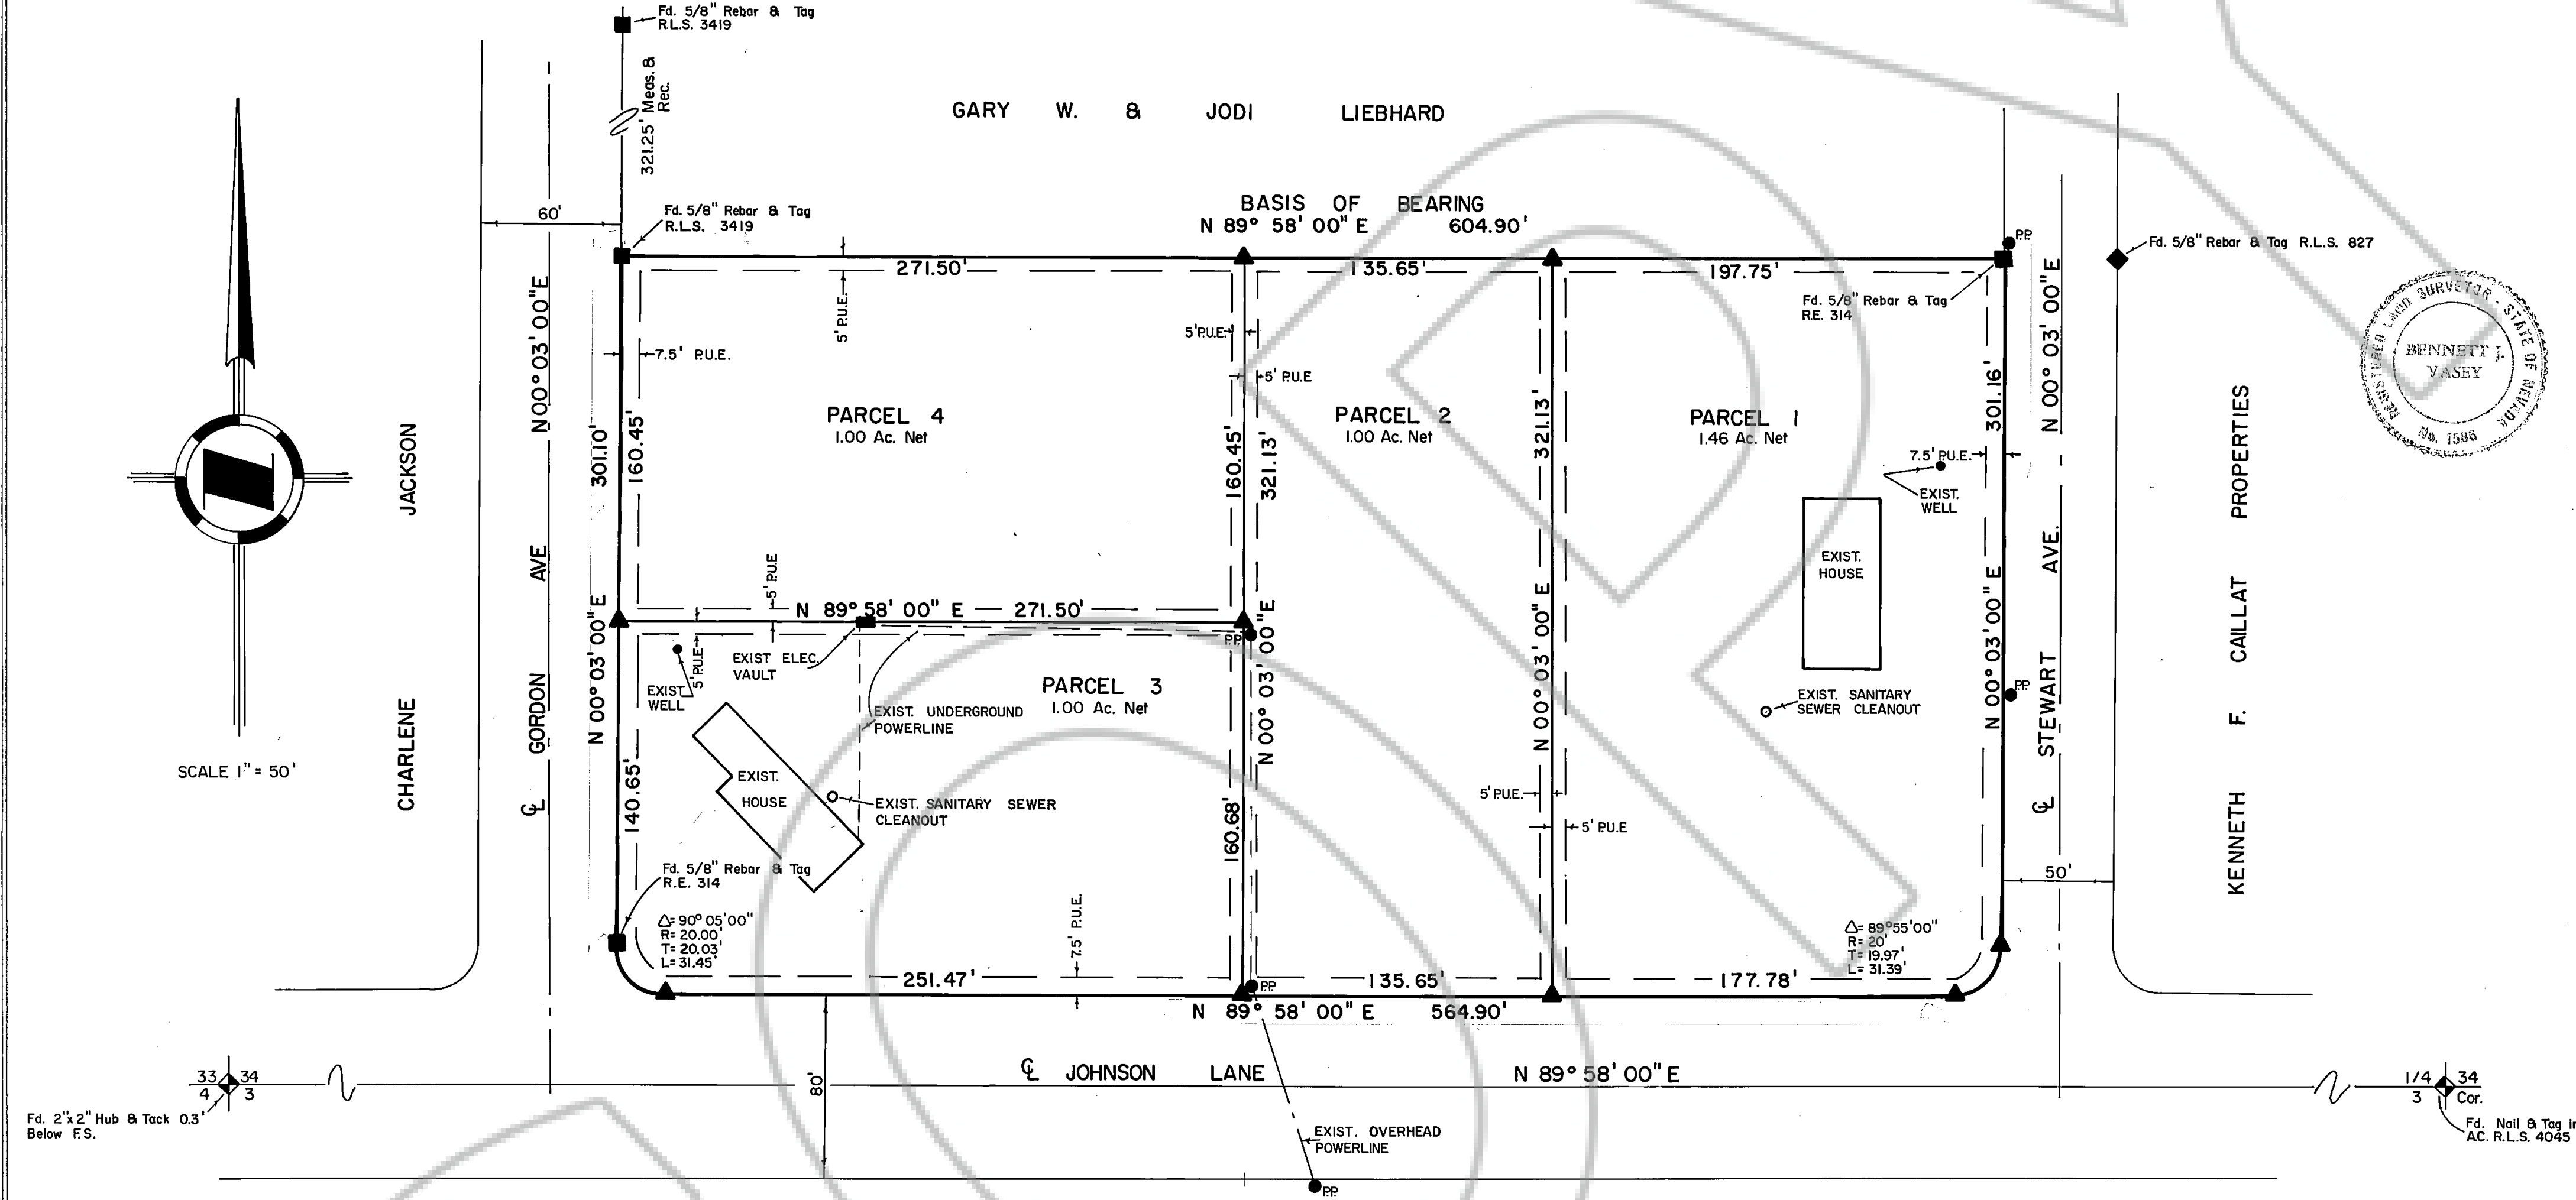 Fd. 5/8" Rebar & Tag
R.L.S. 3419
321.25' Meas. &
Rec.
GARY W. & JODI LIEBHARD
60'
Fd. 5/8" Rebar & Tag
R.L.S. 3419
BASIS OF BEARING
N 89° 58' 00" E 604.90'
P.P.
Fd. 5/8" Rebar & Tag R.L.S. 827
271.50'
135.65'
197.75'
Fd. 5/8" Rebar & Tag
R.E. 314
5' P.U.E.
5' P.U.E.
7.5' P.U.E.
5' P.U.E
N 00° 03' 00" E
N 00° 03' 00" E
REGISTERED LAND SURVEYOR - STATE OF NEVADA
BENNETT J.
VASEY
No. 1586
PARCEL 4
1.00 Ac. Net
PARCEL 2
1.00 Ac. Net
PARCEL 1
1.46 Ac. Net
301.10'
160.45'
160.45'
321.13'
321.13'
301.16'
7.5' P.U.E.
EXIST.
WELL
CHARLENE JACKSON
℄ GORDON AVE
℄ STEWART AVE.
KENNETH F. CAILLAT PROPERTIES
EXIST.
HOUSE
5' P.U.E
N 89° 58' 00" E 271.50'
P.P.
N 00° 03' 00" E
N 00° 03' 00" E
N 00° 03' 00" E
N 00° 03' 00" E
EXIST ELEC.
VAULT
5' P.U.E
EXIST.
WELL
PARCEL 3
1.00 Ac. Net
P.P.
EXIST. SANITARY
SEWER CLEANOUT
EXIST. UNDERGROUND
POWERLINE
SCALE 1" = 50'
EXIST.
HOUSE
EXIST. SANITARY SEWER
CLEANOUT
140.65'
160.68'
5' P.U.E.
5' P.U.E
Fd. 5/8" Rebar & Tag
R.E. 314
50'
Δ= 90° 05' 00"
R= 20.00'
T= 20.03'
L= 31.45'
7.5' P.U.E.
Δ= 89° 55' 00"
R= 20'
T= 19.97'
L= 31.39'
251.47'
P.P.
135.65'
177.78'
N 89° 58' 00" E 564.90'
℄ JOHNSON LANE N 89° 58' 00" E
80'
33 34
4 3
Fd. 2"x 2" Hub & Tack 0.3'
Below F.S.
1/4 34
3 Cor.
Fd. Nail & Tag in
A.C. R.L.S. 4045
EXIST. OVERHEAD
POWERLINE
P.P.